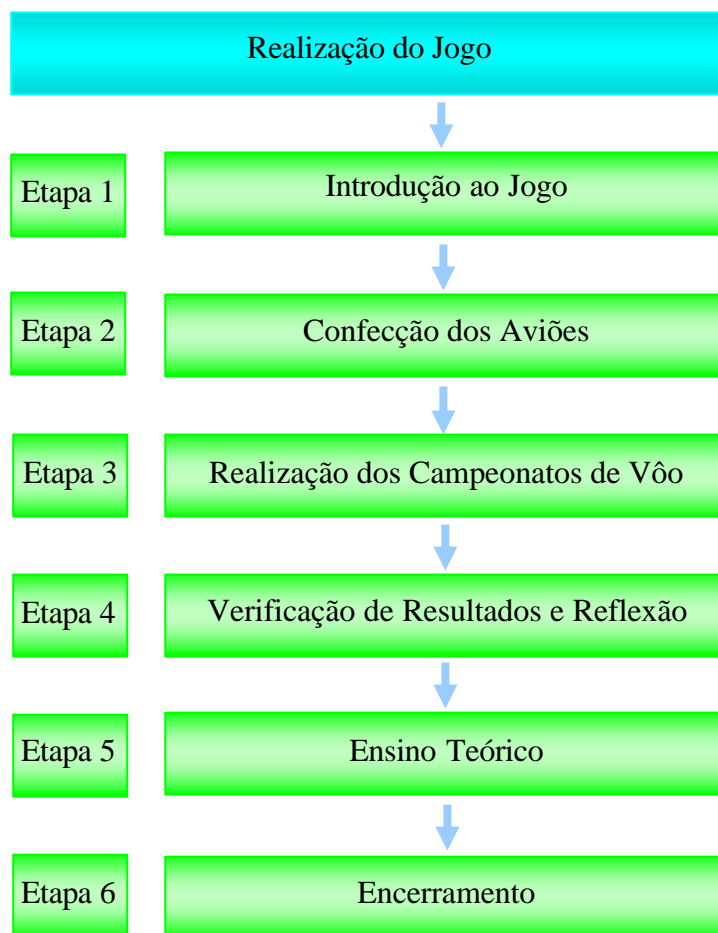 Realização do Jogo
Etapa 1
Introdução ao Jogo
Etapa 2
Confecção dos Aviões
Etapa 3
Realização dos Campeonatos de Vôo
Etapa 4
Verificação de Resultados e Reflexão
Etapa 5
Ensino Teórico
Etapa 6
Encerramento